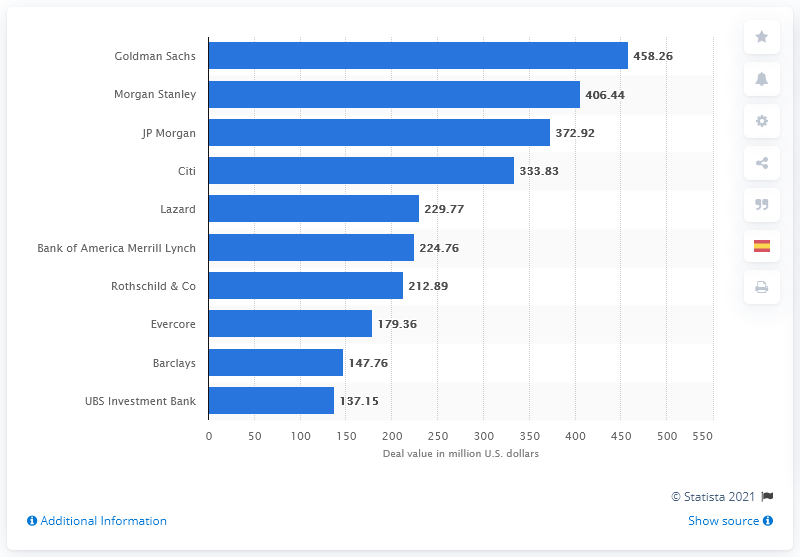 Goldman Sachs 458.26
Morgan Stanley 406.44
JP Morgan 372.92
Citi 333.83
Lazard 229.77
Bank of America Merrill Lynch 224.76
Rothschild & Co 212.89
Evercore 179.36
Barclays 147.76
UBS Investment Bank 137.15
0 50 100 150 200 250 300 350 400 450 500 550
Deal value in million U.S. dollars
© Statista 2021
Additional Information Show source